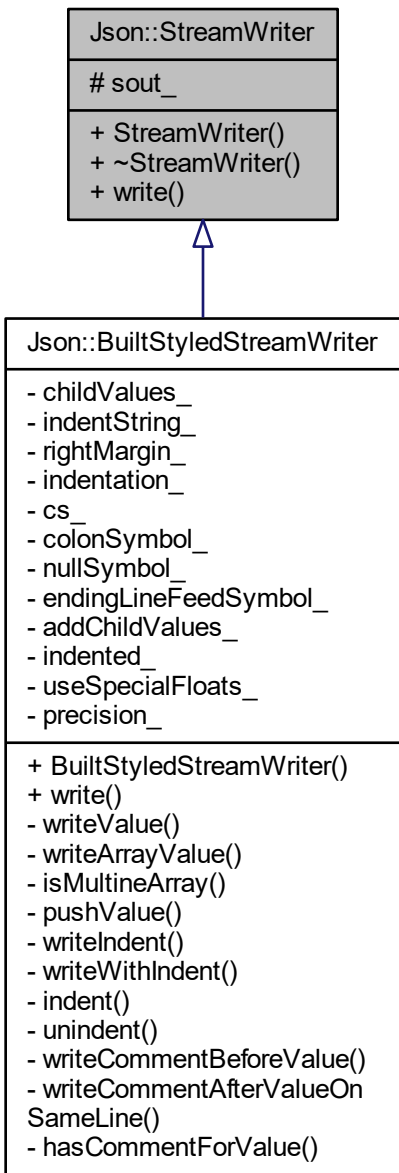 Json::StreamWriter
# sout_
+ StreamWriter()
+ ~StreamWriter()
+ write()
Json::BuiltStyledStreamWriter
- childValues_
- indentString_
- rightMargin_
- indentation_
- cs_
- colonSymbol_
- nullSymbol_
- endingLineFeedSymbol_
- addChildValues_
- indented_
- useSpecialFloats_
- precision_
+ BuiltStyledStreamWriter()
+ write()
- writeValue()
- writeArrayValue()
- isMultineArray()
- pushValue()
- writeIndent()
- writeWithIndent()
- indent()
- unindent()
- writeCommentBeforeValue()
- writeCommentAfterValueOn
SameLine()
- hasCommentForValue()